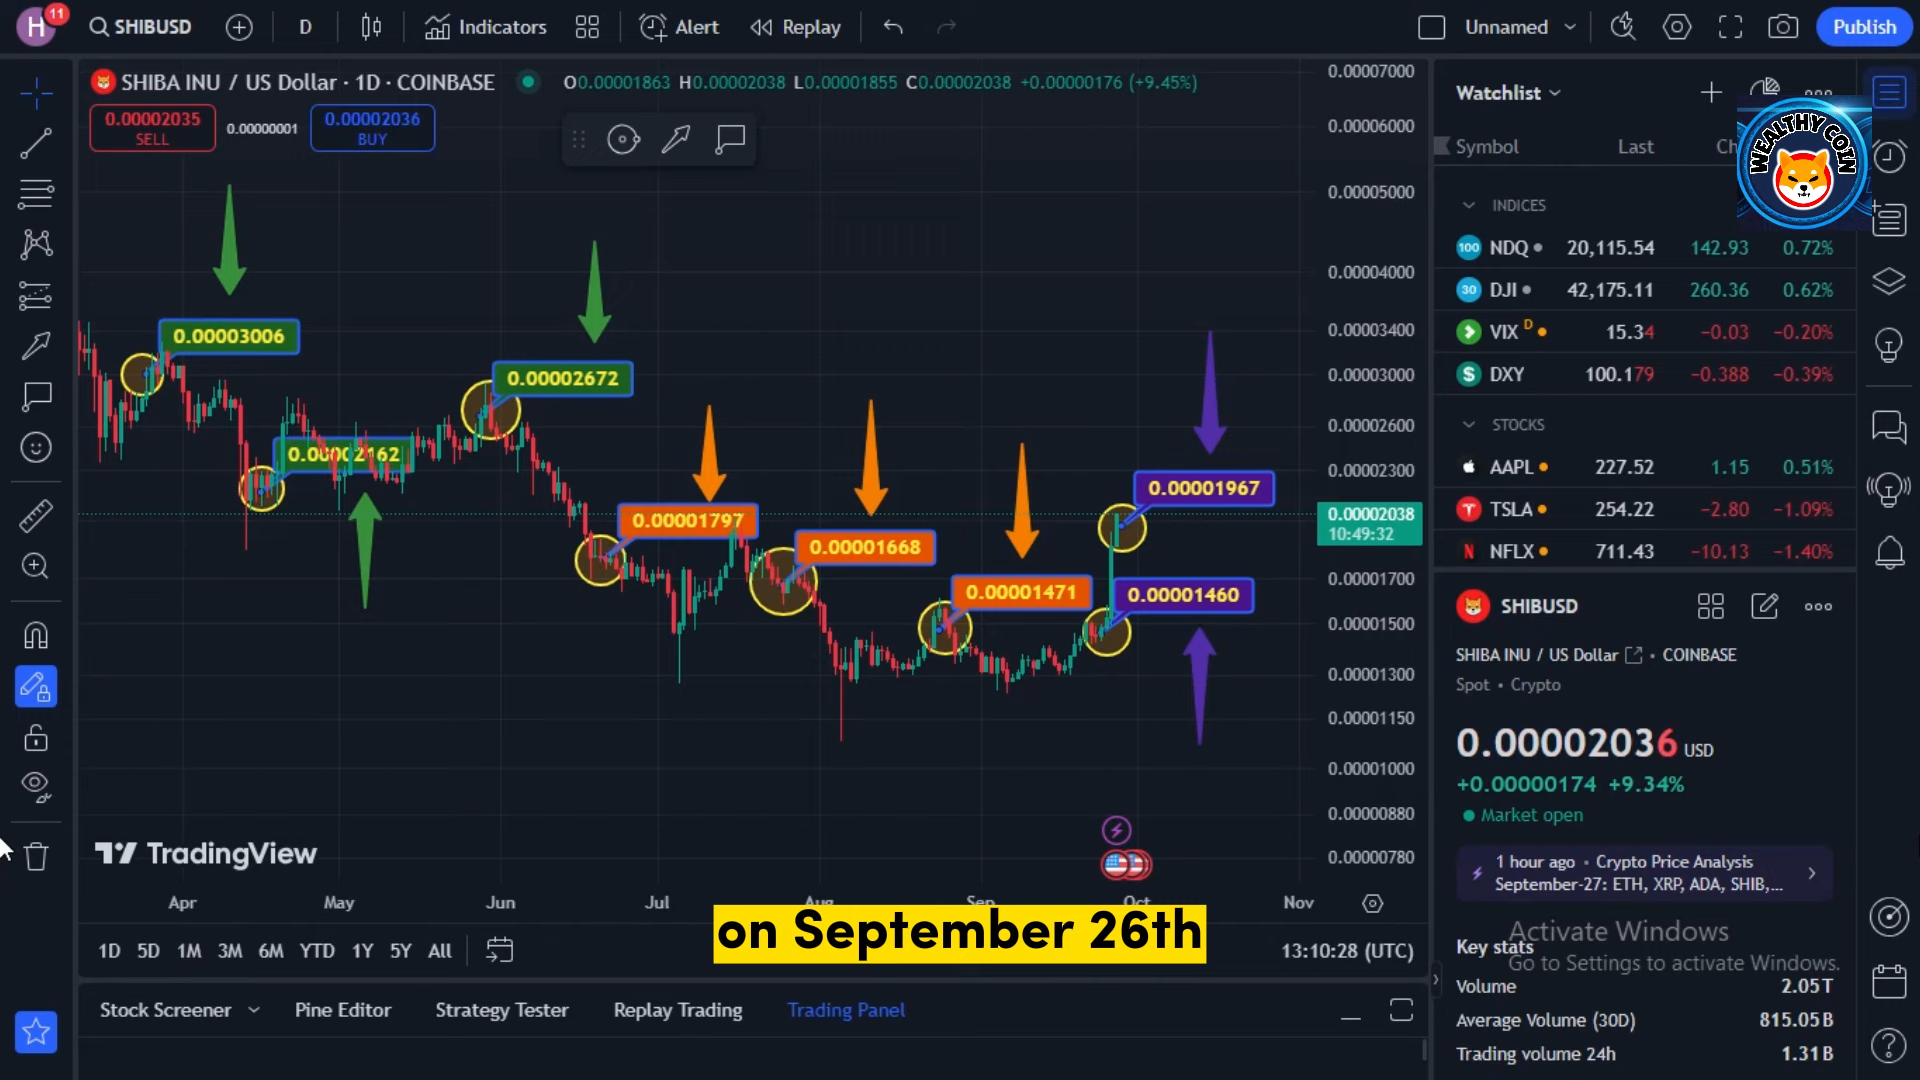 H 11 SHIBUSD D Indicators Alert Replay Unnamed Publish
SHIBA INU / US Dollar · 1D · COINBASE O0.00001863 H0.00002038 L0.00001855 C0.00002038 +0.00000176 (+9.45%)
0.00002035
SELL
0.00000001
0.00002036
BUY
0.00003006
0.00002672
0.00002162
0.00001797
0.00001668
0.00001471
0.00001967
0.00001460
0.00007000
0.00006000
0.00005000
0.00004000
0.00003400
0.00003000
0.00002600
0.00002300
0.00002038
10:49:32
0.00001700
0.00001500
0.00001300
0.00001150
0.00001000
0.00000880
0.00000780
TradingView
Apr May Jun Jul Aug Sep Oct Nov
on September 26th
1D 5D 1M 3M 6M YTD 1Y 5Y All 13:10:28 (UTC)
Stock Screener Pine Editor Strategy Tester Replay Trading Trading Panel
Watchlist
WEALTHY COIN
Symbol Last
INDICES
100 NDQ 20,115.54 142.93 0.72%
30 DJI 42,175.11 260.36 0.62%
VIX D 15.34 −0.03 −0.20%
$ DXY 100.179 −0.388 −0.39%
STOCKS
AAPL 227.52 1.15 0.51%
TSLA 254.22 −2.80 −1.09%
N NFLX 711.43 −10.13 −1.40%
SHIBUSD
SHIBA INU / US Dollar • COINBASE
Spot • Crypto
0.00002036 USD
+0.00000174 +9.34%
Market open
1 hour ago • Crypto Price Analysis
September-27: ETH, XRP, ADA, SHIB,...
Activate Windows
Go to Settings to activate Windows.
Key stats
Volume 2.05T
Average Volume (30D) 815.05B
Trading volume 24h 1.31B